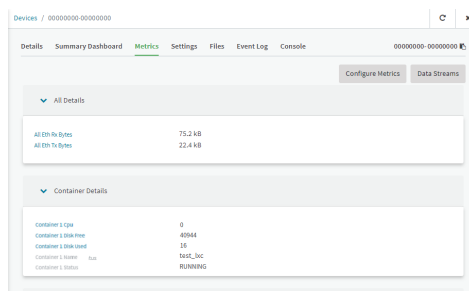 Devices / 00000000-00000000
Details Summary Dashboard Metrics Settings Files Event Log Console 00000000-00000000
Configure Metrics Data Streams
All Details
All Eth Rx Bytes 75.2 kB
All Eth Tx Bytes 22.4 kB
Container Details
Container 1 Cpu 0
Container 1 Disk Free 40944
Container 1 Disk Used 16
Container 1 Name test_lxc
Container 1 Status RUNNING